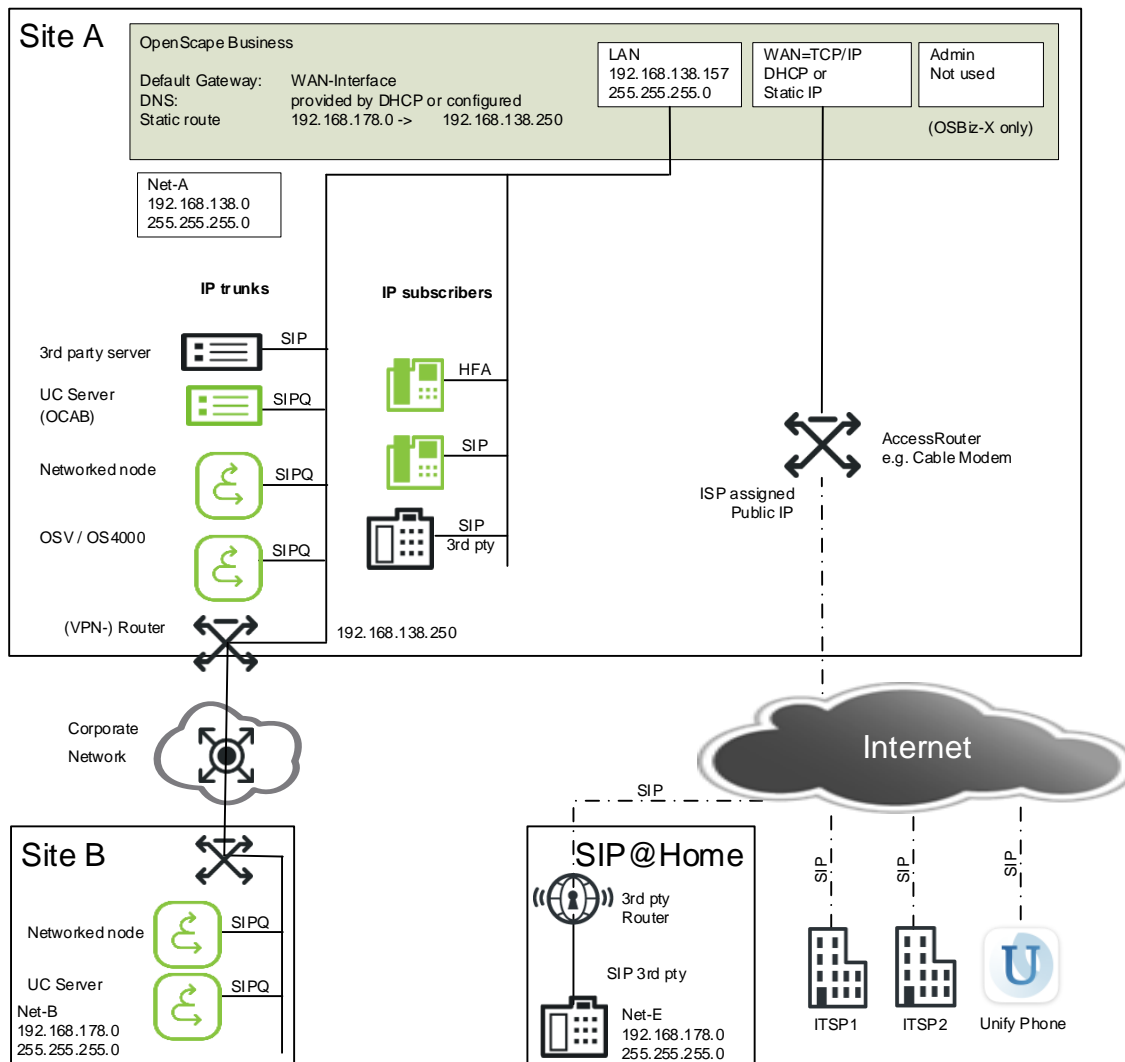 Site A
OpenScape Business
Default Gateway: WAN-Interface
DNS: provided by DHCP or configured
Static route 192.168.178.0 -> 192.168.138.250
LAN
192.168.138.157
255.255.255.0
WAN=TCP/IP
DHCP or
Static IP
Admin
Not used
(OSBiz-X only)
Net-A
192.168.138.0
255.255.255.0
IP trunks
IP subscribers
3rd party server
SIP
UC Server
(OCAB)
SIPQ
Networked node
SIPQ
OSV / OS4000
SIPQ
HFA
SIP
SIP
3rd pty
(VPN-) Router
192.168.138.250
AccessRouter
e.g. Cable Modem
ISP assigned
Public IP
Corporate
Network
Internet
SIP
SIP
SIP
SIP
Site B
Networked node
SIPQ
UC Server
SIPQ
Net-B
192.168.178.0
255.255.255.0
SIP@Home
3rd pty
Router
SIP 3rd pty
Net-E
192.168.178.0
255.255.255.0
U
ITSP1
ITSP2
Unify Phone